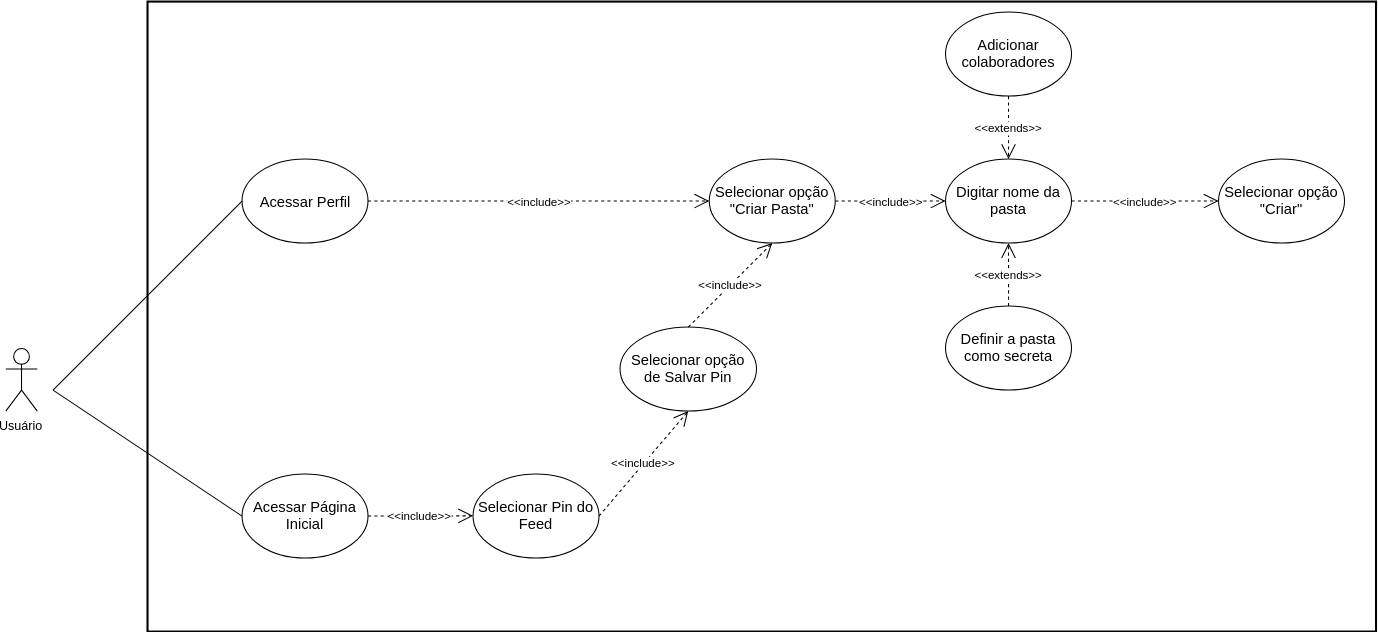 Adicionar
colaboradores
<<extends>>
Acessar Perfil
<<include>>
Selecionar opção
"Criar Pasta"
<<include>>
Digitar nome da
pasta
<<include>>
Selecionar opção
"Criar"
<<include>>
<<extends>>
Selecionar opção
de Salvar Pin
Definir a pasta
como secreta
Usuário
<<include>>
Acessar Página
Inicial
<<include>>
Selecionar Pin do
Feed